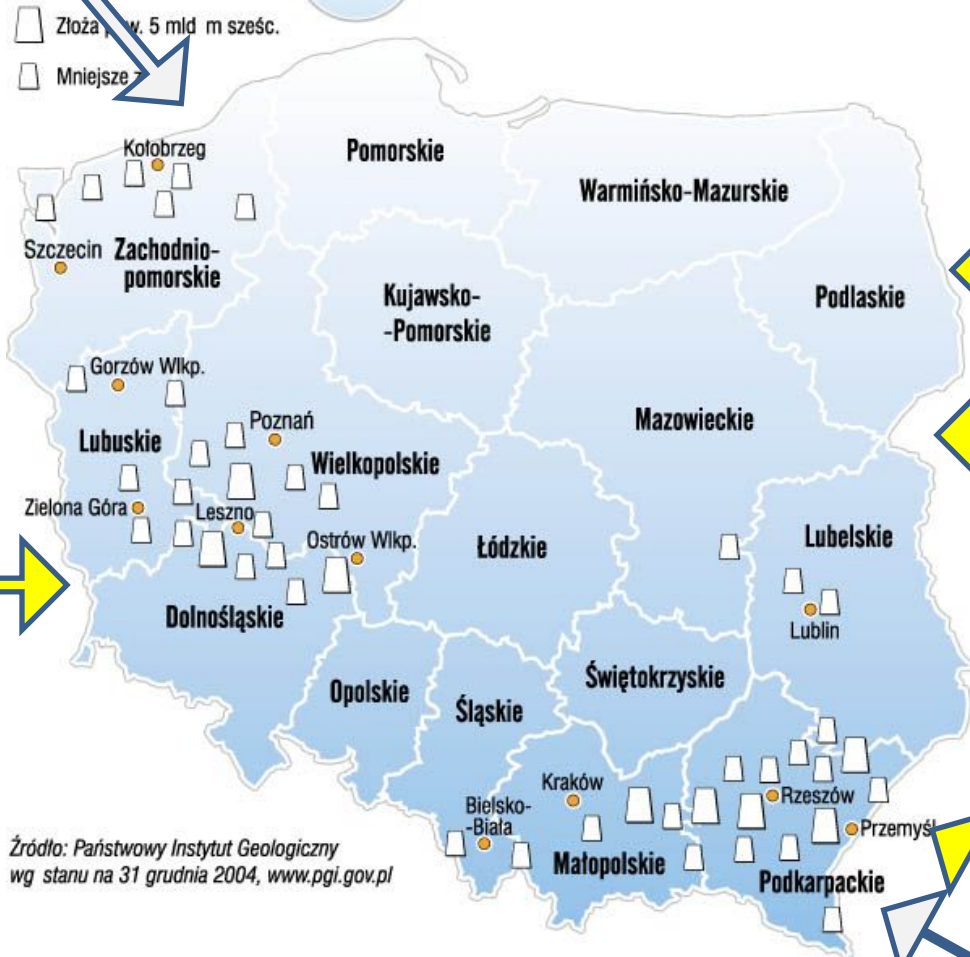 Złoża 5 mld m sześc.
Mniejsze
Kołobrzeg
Pomorskie
Warmińsko-Mazurskie
Szczecin
Zachodnio-
pomorskie
Kujawsko-
-Pomorskie
Podlaskie
Gorzów Wlkp.
Poznań
Mazowieckie
Lubuskie
Wielkopolskie
Zielona Góra
Leszno
Ostrów Wlkp.
Łódzkie
Lubelskie
Dolnośląskie
Lublin
Opolskie
Śląskie
Świętokrzyskie
Kraków
Rzeszów
Bielsko-
-Biała
Przemyśl
Małopolskie
Podkarpackie
Źródło: Państwowy Instytut Geologiczny
wg stanu na 31 grudnia 2004, www.pgi.gov.pl